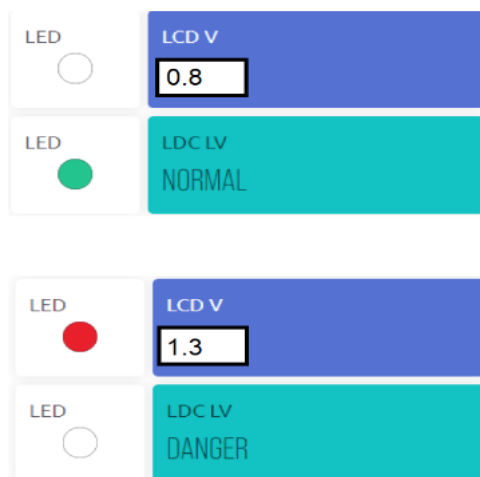 LED
LCD V
0.8
LED
LDC LV
NORMAL
LED
LCD V
1.3
LED
LDC LV
DANGER